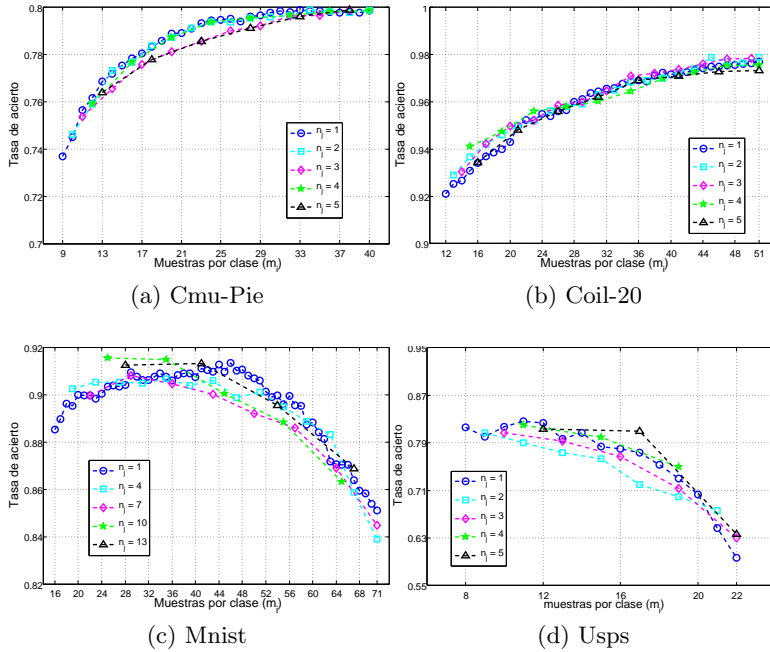 0.8
0.78
0.76
0.74
0.72
0.7
Tasa de acierto
9 13 17 21 25 29 33 37 40
Muestras por clase (m_i)
n_j = 1
n_j = 2
n_j = 3
n_j = 4
n_j = 5
(a) Cmu-Pie
1
0.98
0.96
0.94
0.92
0.9
Tasa de acierto
12 16 20 24 28 32 36 40 44 48 51
Muestras por clase (m_i)
n_j = 1
n_j = 2
n_j = 3
n_j = 4
n_j = 5
(b) Coil-20
0.92
0.9
0.88
0.86
0.84
0.82
Tasa de acierto
16 20 24 28 32 36 40 44 48 52 56 60 64 68 71
Muestras por clase (m_i)
n_j = 1
n_j = 4
n_j = 7
n_j = 10
n_j = 13
(c) Mnist
0.95
0.87
0.79
0.71
0.63
0.55
Tasa de acierto
8 12 16 20 22
muestras por clase (m_i)
n_j = 1
n_j = 2
n_j = 3
n_j = 4
n_j = 5
(d) Usps